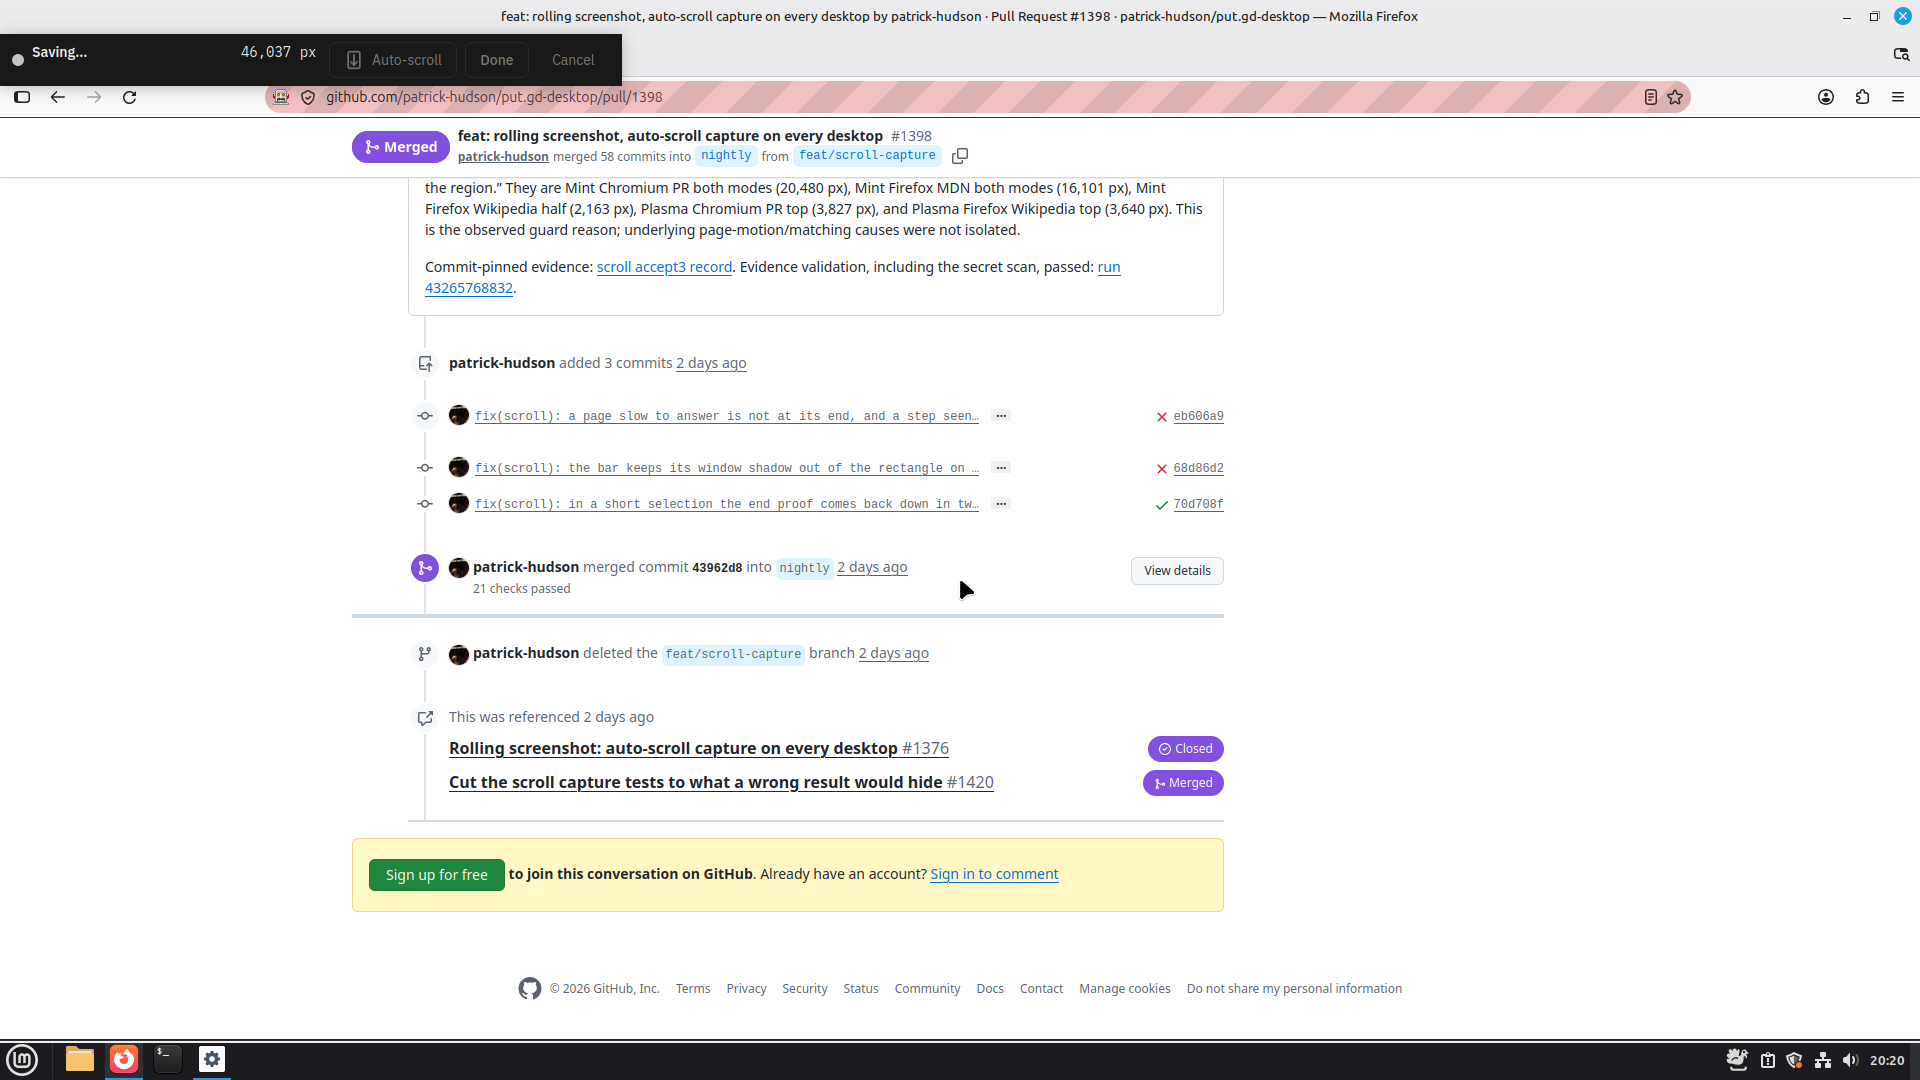 feat: rolling screenshot, auto-scroll capture on every desktop by patrick-hudson · Pull Request #1398 · patrick-hudson/put.gd-desktop — Mozilla Firefox
Saving... 46,037 px Auto-scroll Done Cancel
github.com/patrick-hudson/put.gd-desktop/pull/1398
Merged
feat: rolling screenshot, auto-scroll capture on every desktop #1398
patrick-hudson merged 58 commits into nightly from feat/scroll-capture
the region.” They are Mint Chromium PR both modes (20,480 px), Mint Firefox MDN both modes (16,101 px), Mint
Firefox Wikipedia half (2,163 px), Plasma Chromium PR top (3,827 px), and Plasma Firefox Wikipedia top (3,640 px). This
is the observed guard reason; underlying page-motion/matching causes were not isolated.
Commit-pinned evidence: scroll accept3 record. Evidence validation, including the secret scan, passed: run
43265768832.
patrick-hudson added 3 commits 2 days ago
fix(scroll): a page slow to answer is not at its end, and a step seen… ... eb606a9
fix(scroll): the bar keeps its window shadow out of the rectangle on … ... 68d86d2
fix(scroll): in a short selection the end proof comes back down in tw… ... 70d708f
patrick-hudson merged commit 43962d8 into nightly 2 days ago View details
21 checks passed
patrick-hudson deleted the feat/scroll-capture branch 2 days ago
This was referenced 2 days ago
Rolling screenshot: auto-scroll capture on every desktop #1376 Closed
Cut the scroll capture tests to what a wrong result would hide #1420 Merged
Sign up for free to join this conversation on GitHub. Already have an account? Sign in to comment
© 2026 GitHub, Inc. Terms Privacy Security Status Community Docs Contact Manage cookies Do not share my personal information
20:20